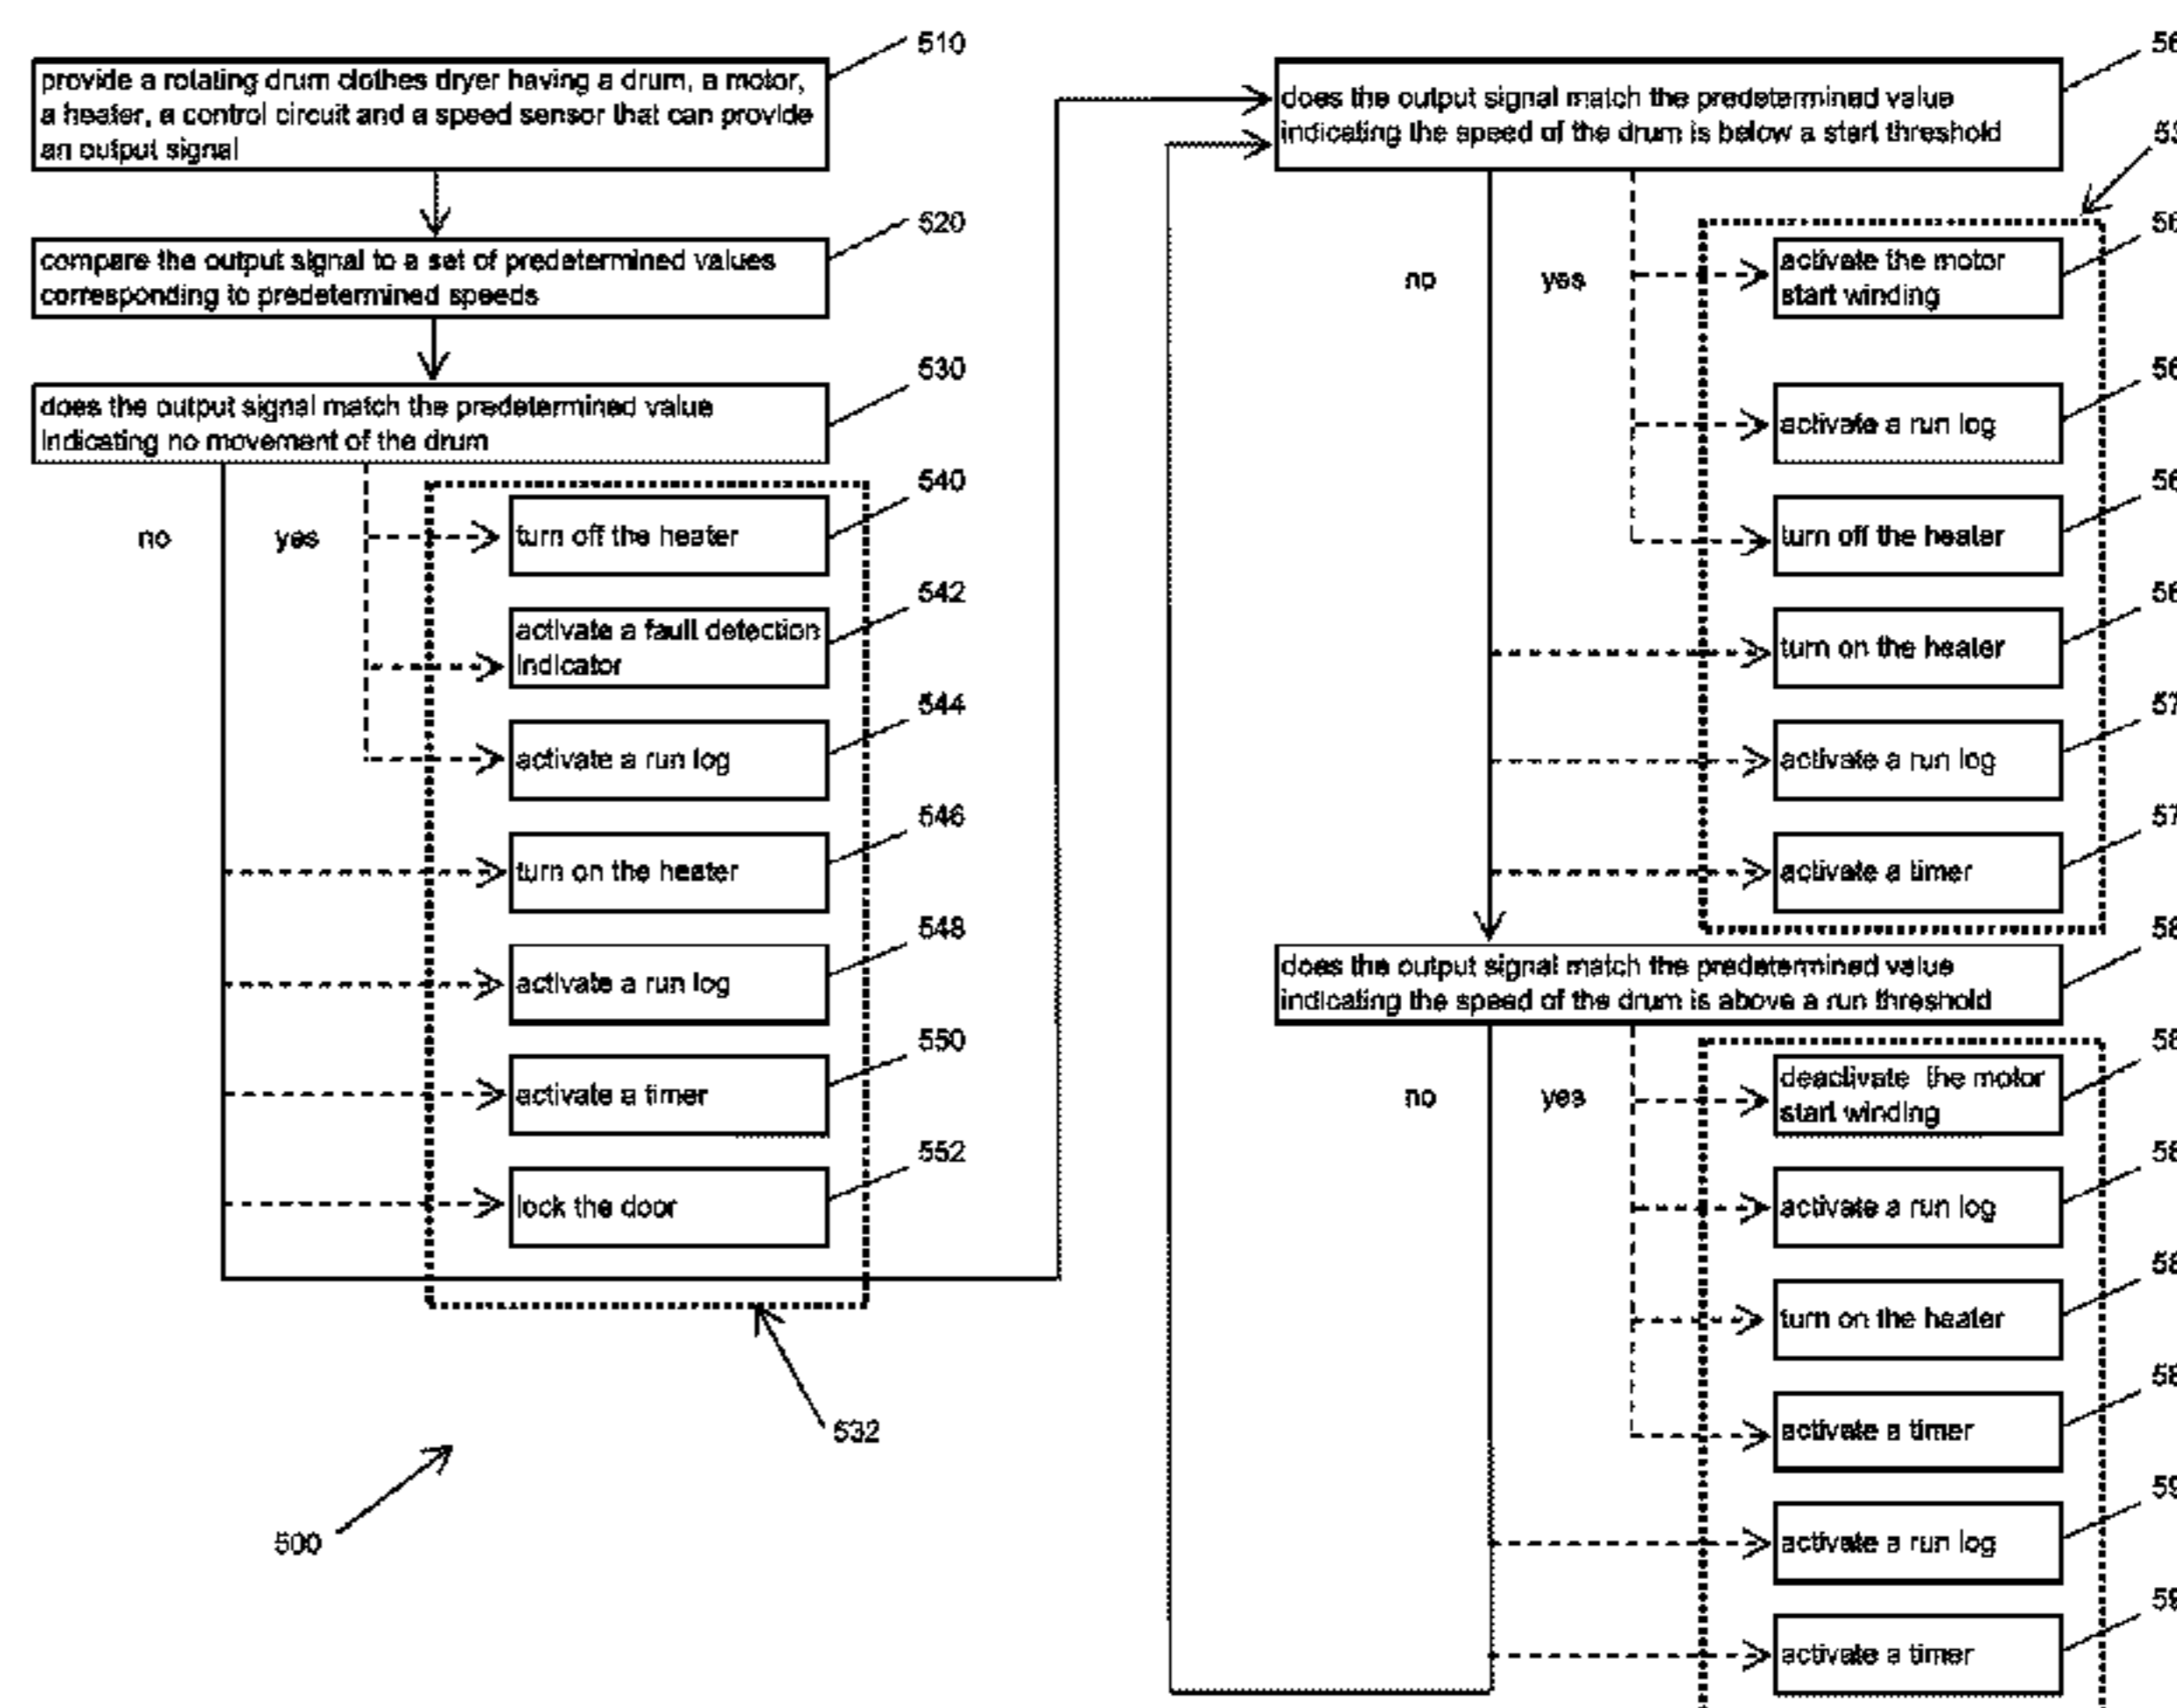 510
provide a rotating drum clothes dryer having a drum, a motor,
a heater, a control circuit and a speed sensor that can provide
an output signal
520
compare the output signal to a set of predetermined values
corresponding to predetermined speeds
530
does the output signal match the predetermined value
indicating no movement of the drum
no
yes
540
turn off the heater
542
activate a fault detection
indicator
544
activate a run log
546
turn on the heater
548
activate a run log
550
activate a timer
552
lock the door
532
500
does the output signal match the predetermined value
indicating the speed of the drum is below a start threshold
no
yes
activate the motor
start winding
activate a run log
turn off the heater
turn on the heater
activate a run log
activate a timer
does the output signal match the predetermined value
indicating the speed of the drum is above a run threshold
no
yes
deactivate the motor
start winding
activate a run log
turn on the heater
activate a timer
activate a run log
activate a timer